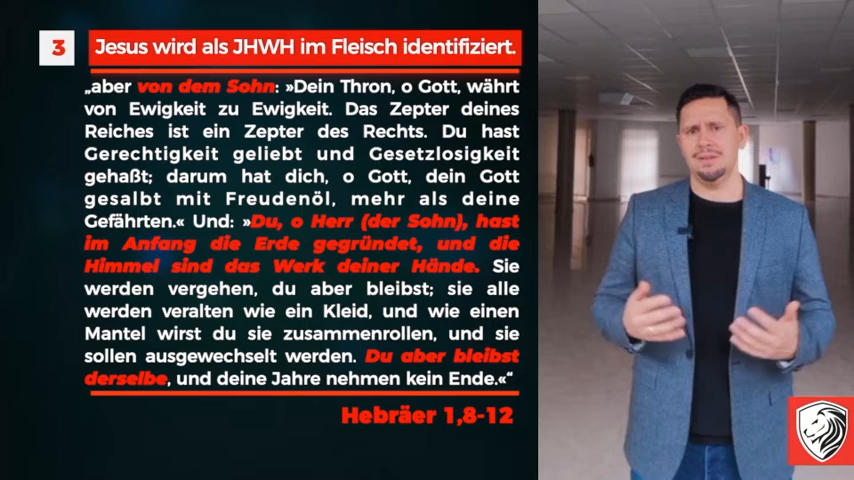 3 Jesus wird als JHWH im Fleisch identifiziert.
„aber von dem Sohn: »Dein Thron, o Gott, währt
von Ewigkeit zu Ewigkeit. Das Zepter deines
Reiches ist ein Zepter des Rechts. Du hast
Gerechtigkeit geliebt und Gesetzlosigkeit
gehaßt; darum hat dich, o Gott, dein Gott
gesalbt mit Freudenöl, mehr als deine
Gefährten.« Und: »Du, o Herr (der Sohn), hast
im Anfang die Erde gegründet, und die
Himmel sind das Werk deiner Hände. Sie
werden vergehen, du aber bleibst; sie alle
werden veralten wie ein Kleid, und wie einen
Mantel wirst du sie zusammenrollen, und sie
sollen ausgewechselt werden. Du aber bleibst
derselbe, und deine Jahre nehmen kein Ende.«“
Hebräer 1,8-12